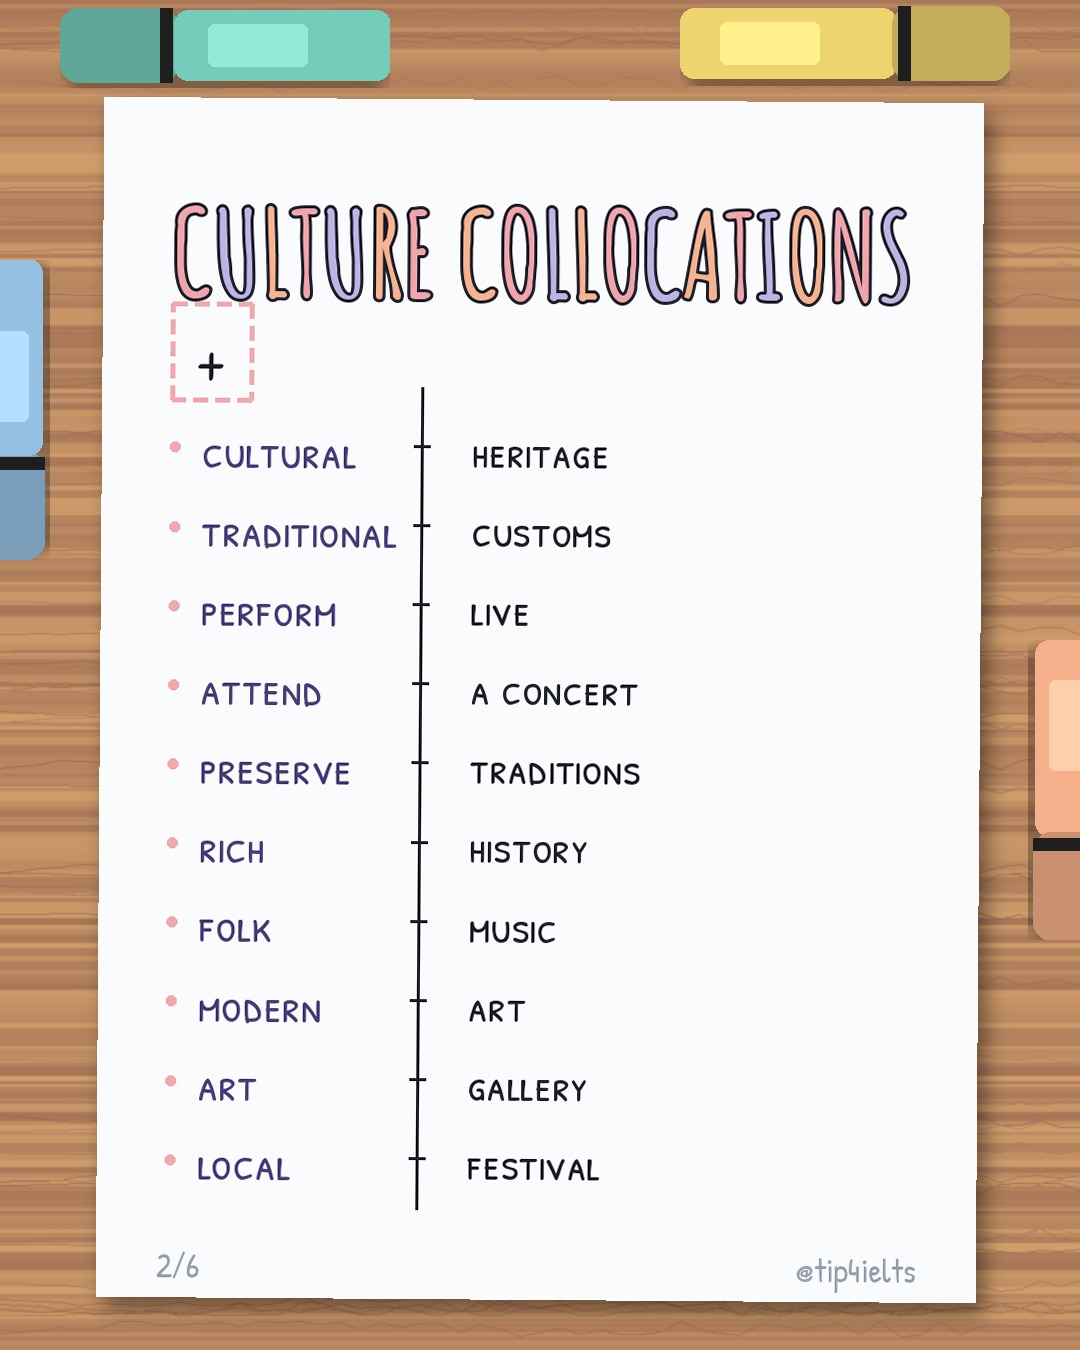 CULTURE COLLOCATIONS
+
CULTURAL HERITAGE
TRADITIONAL CUSTOMS
PERFORM LIVE
ATTEND A CONCERT
PRESERVE TRADITIONS
RICH HISTORY
FOLK MUSIC
MODERN ART
ART GALLERY
LOCAL FESTIVAL
2/6 @tip4ielts